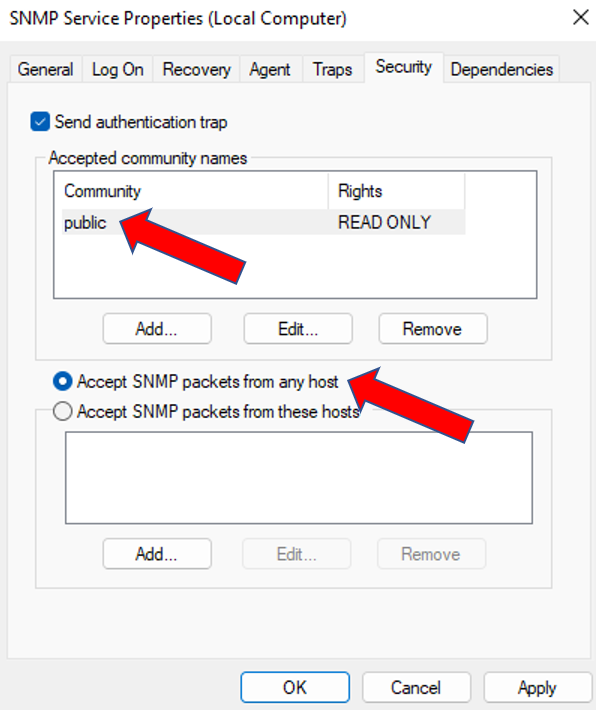 SNMP Service Properties (Local Computer)
General Log On Recovery Agent Traps Security Dependencies
Send authentication trap
Accepted community names
Community Rights
public READ ONLY
Add... Edit... Remove
Accept SNMP packets from any host
Accept SNMP packets from these hosts
Add... Edit... Remove
OK Cancel Apply